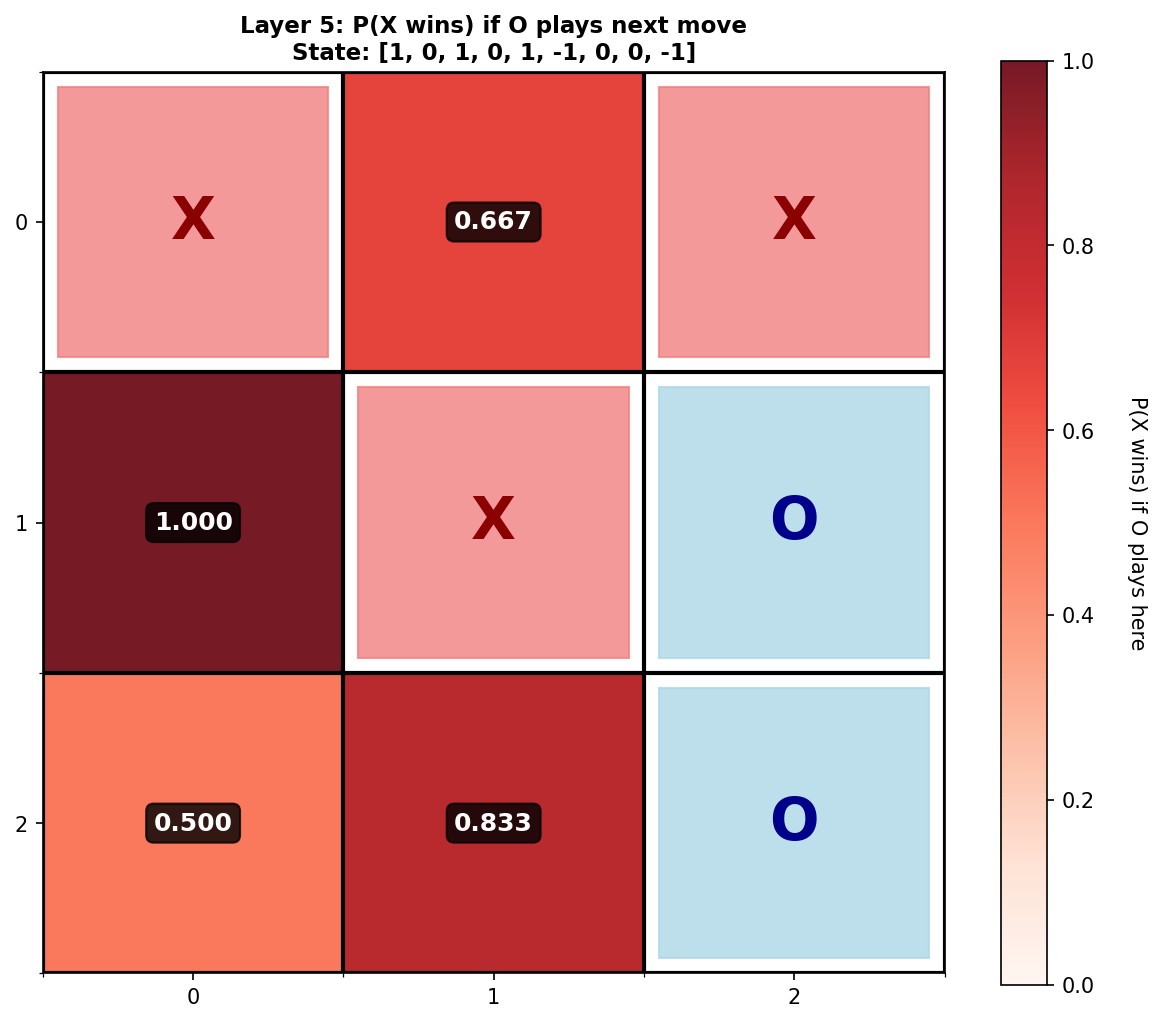 Layer 5: P(X wins) if O plays next move
State: [1, 0, 1, 0, 1, -1, 0, 0, -1]
0
X
0.667
X
1
1.000
X
O
2
0.500
0.833
O
0
1
2
1.0
0.8
0.6
0.4
0.2
0.0
P(X wins) if O plays here